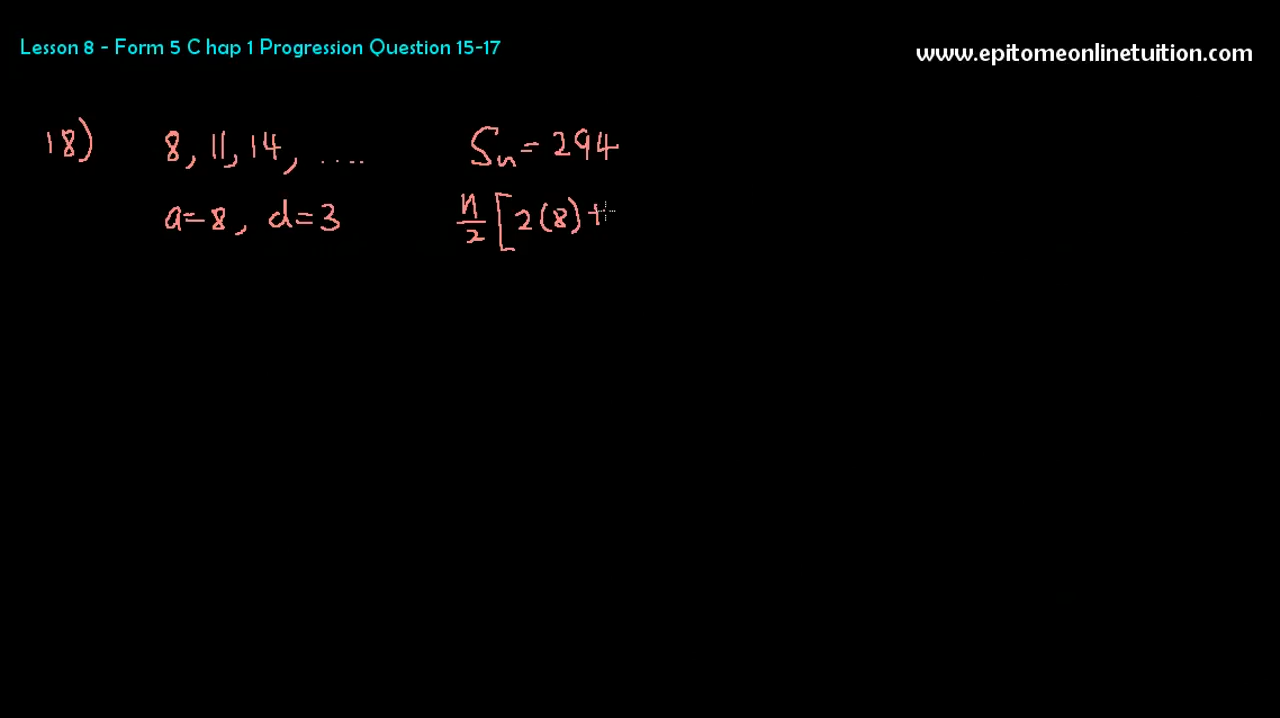 Lesson 8 - Form 5 C hap 1 Progression Question 15-17
www.epitomeonlinetuition.com
18) 8, 11, 14, .... Sn = 294
a=8, d=3 n/2 [2(8)+